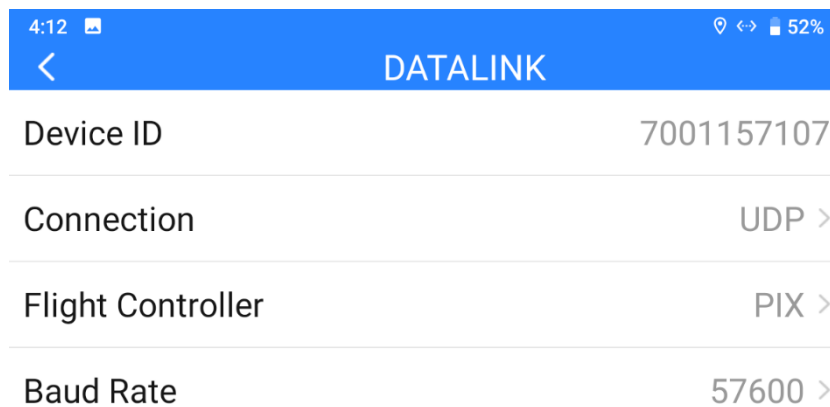 4:12 52%
DATALINK
Device ID 7001157107
Connection UDP
Flight Controller PIX
Baud Rate 57600